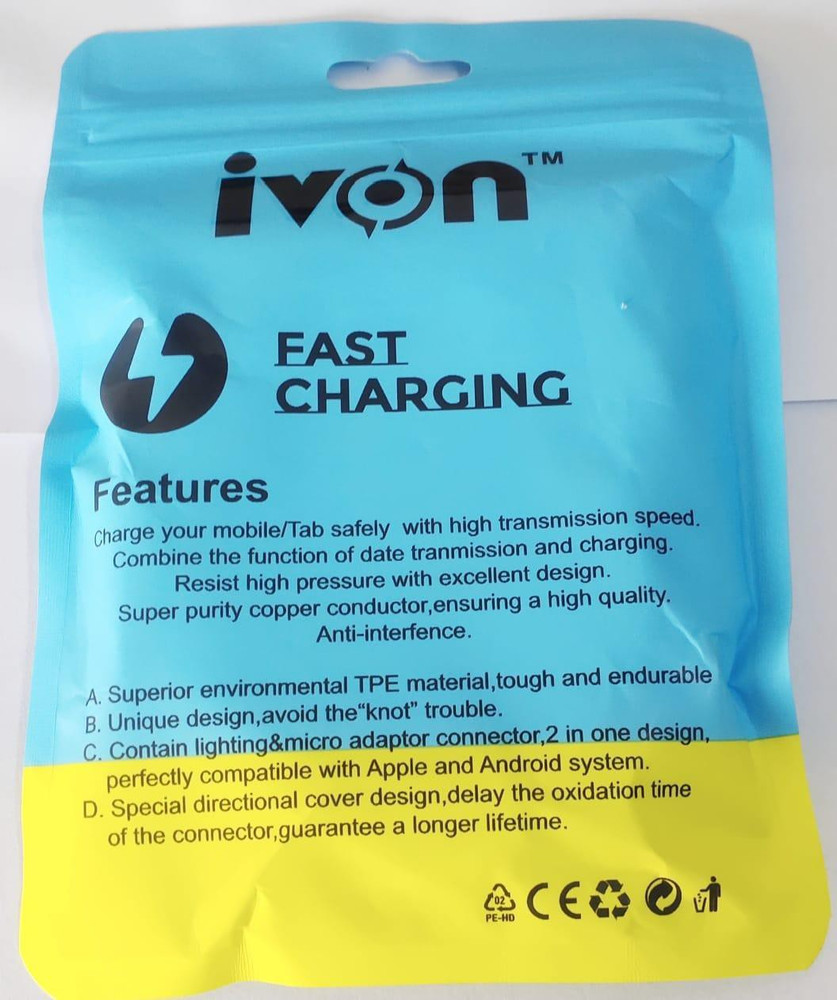 ivon™
FAST
CHARGING
Features
Charge your mobile/Tab safely with high transmission speed.
Combine the function of date tranmission and charging.
Resist high pressure with excellent design.
Super purity copper conductor,ensuring a high quality.
Anti-interfence.
A. Superior environmental TPE material,tough and endurable
B. Unique design,avoid the“knot” trouble.
C. Contain lighting&micro adaptor connector,2 in one design,
perfectly compatible with Apple and Android system.
D. Special directional cover design,delay the oxidation time
of the connector,guarantee a longer lifetime.
02 CE
PE-HD